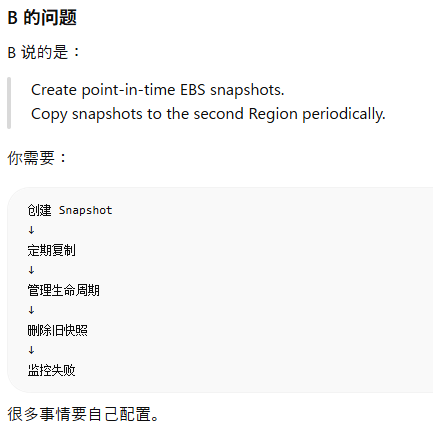 B 的问题
B 说的是：
Create point-in-time EBS snapshots.
Copy snapshots to the second Region periodically.
你需要：
创建 Snapshot
↓
定期复制
↓
管理生命周期
↓
删除旧快照
↓
监控失败
很多事情要自己配置。